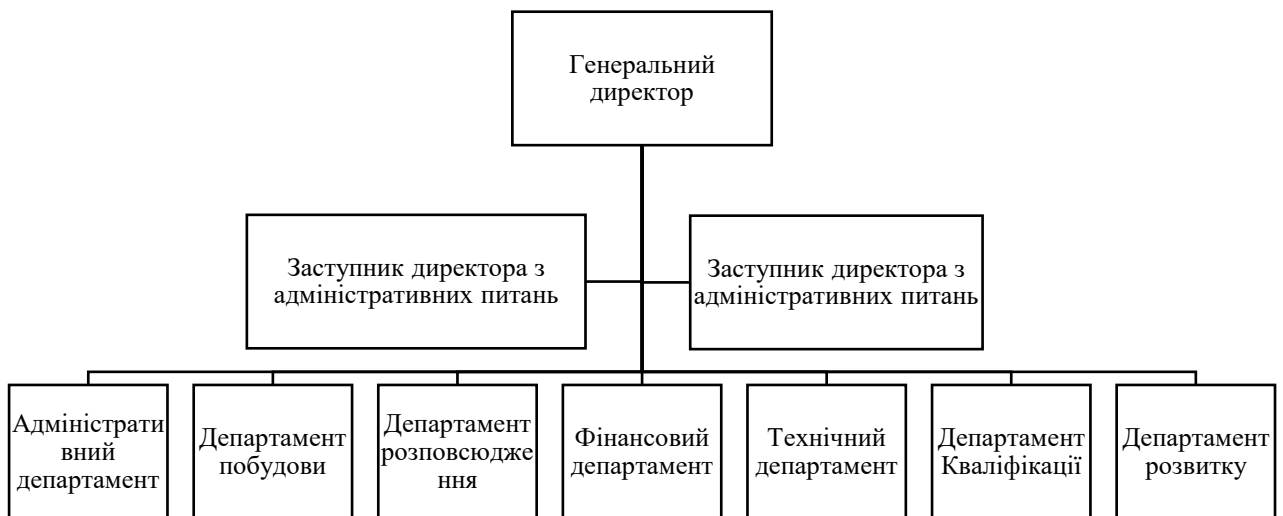 Генеральний
директор
Заступник директора з
адміністративних питань
Заступник директора з
адміністративних питань
Адміністрати
вний
департамент
Департамент
побудови
Департамент
розповсюдже
ння
Фінансовий
департамент
Технічний
департамент
Департамент
Кваліфікації
Департамент
розвитку